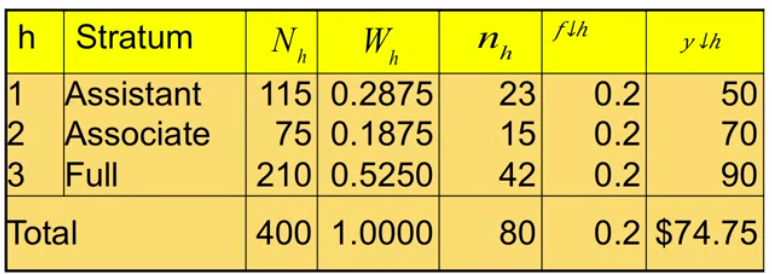 h Stratum N_h W_h n_h f↓h y↓h
1 Assistant 115 0.2875 23 0.2 50
2 Associate 75 0.1875 15 0.2 70
3 Full 210 0.5250 42 0.2 90
Total 400 1.0000 80 0.2 $74.75